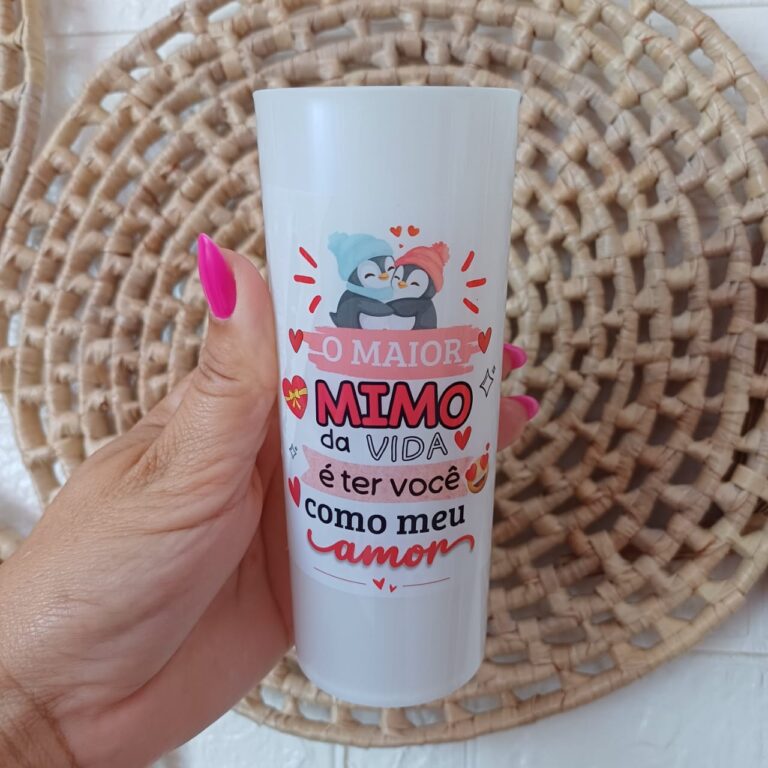 O MAIOR
MIMO
da VIDA
é ter você
como meu
amor